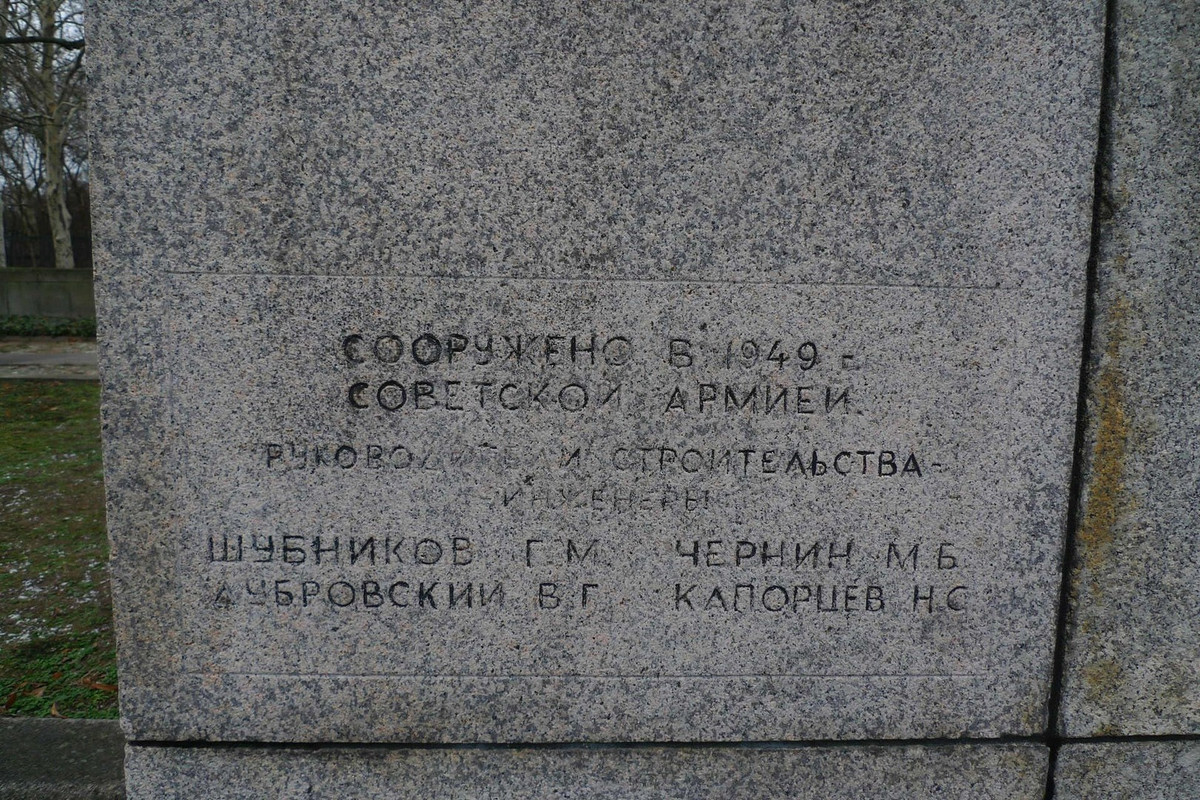 СООРУЖЕНО В 1949 г
СОВЕТСКОЙ АРМИЕЙ.
РУКОВОДИТЕЛИ СТРОИТЕЛЬСТВА-
-ИНЖЕНЕРЫ
ШУБНИКОВ Г.М. ЧЕРНИН М.Б.
ДУБРОВСКИЙ В.Г. КАПОРЦЕВ Н.С